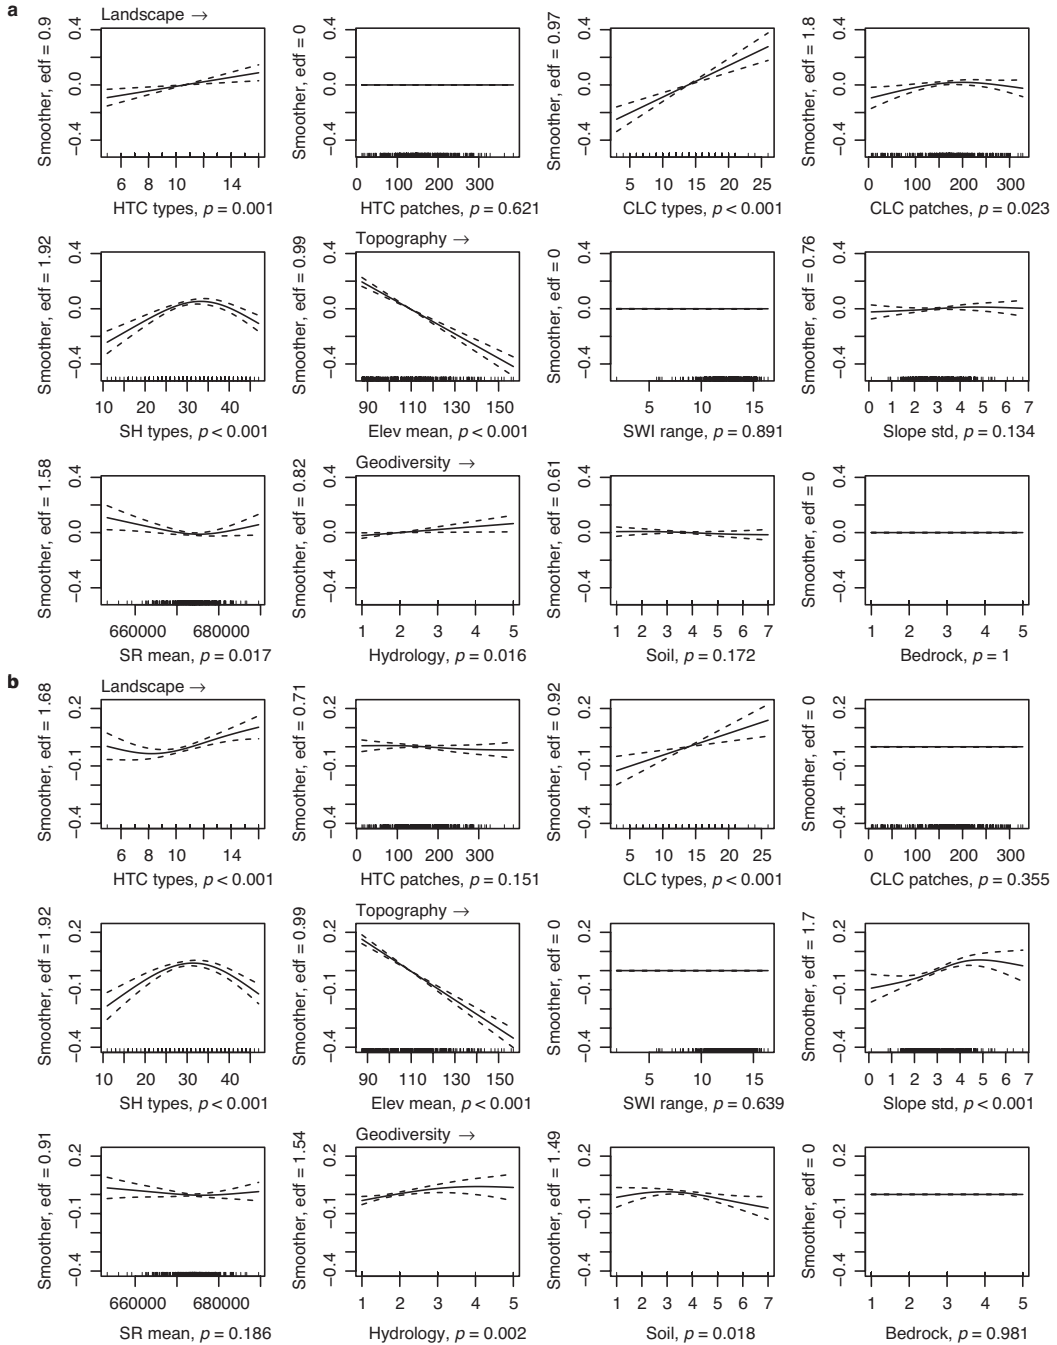 a
Landscape →
Smoother, edf = 0.9
0.4
0.0
−0.4
6 8 10 14
HTC types, p = 0.001
Smoother, edf = 0
0.4
0.0
−0.4
0 100 200 300
HTC patches, p = 0.621
Smoother, edf = 0.97
0.4
0.0
−0.4
5 10 15 20 25
CLC types, p < 0.001
Smoother, edf = 1.8
0.4
0.0
−0.4
0 100 200 300
CLC patches, p = 0.023
Smoother, edf = 1.92
0.4
0.0
−0.4
10 20 30 40
SH types, p < 0.001
Topography →
Smoother, edf = 0.99
0.4
0.0
−0.4
90 110 130 150
Elev mean, p < 0.001
Smoother, edf = 0
0.4
0.0
−0.4
5 10 15
SWI range, p = 0.891
Smoother, edf = 0.76
0.4
0.0
−0.4
0 1 2 3 4 5 6 7
Slope std, p = 0.134
Smoother, edf = 1.58
0.4
0.0
−0.4
660000 680000
SR mean, p = 0.017
Geodiversity →
Smoother, edf = 0.82
0.4
0.0
−0.4
1 2 3 4 5
Hydrology, p = 0.016
Smoother, edf = 0.61
0.4
0.0
−0.4
1 2 3 4 5 6 7
Soil, p = 0.172
Smoother, edf = 0
0.4
0.0
−0.4
1 2 3 4 5
Bedrock, p = 1
b
Landscape →
Smoother, edf = 1.68
0.2
−0.1
−0.4
6 8 10 14
HTC types, p < 0.001
Smoother, edf = 0.71
0.2
−0.1
−0.4
0 100 200 300
HTC patches, p = 0.151
Smoother, edf = 0.92
0.2
−0.1
−0.4
5 10 15 20 25
CLC types, p < 0.001
Smoother, edf = 0
0.2
−0.1
−0.4
0 100 200 300
CLC patches, p = 0.355
Smoother, edf = 1.92
0.2
−0.1
−0.4
10 20 30 40
SH types, p < 0.001
Topography →
Smoother, edf = 0.99
0.2
−0.1
−0.4
90 110 130 150
Elev mean, p < 0.001
Smoother, edf = 0
0.2
−0.1
−0.4
5 10 15
SWI range, p = 0.639
Smoother, edf = 1.7
0.2
−0.1
−0.4
0 1 2 3 4 5 6 7
Slope std, p < 0.001
Smoother, edf = 0.91
0.2
−0.1
−0.4
660000 680000
SR mean, p = 0.186
Geodiversity →
Smoother, edf = 1.54
0.2
−0.1
−0.4
1 2 3 4 5
Hydrology, p = 0.002
Smoother, edf = 1.49
0.2
−0.1
−0.4
1 2 3 4 5 6 7
Soil, p = 0.018
Smoother, edf = 0
0.2
−0.1
−0.4
1 2 3 4 5
Bedrock, p = 0.981